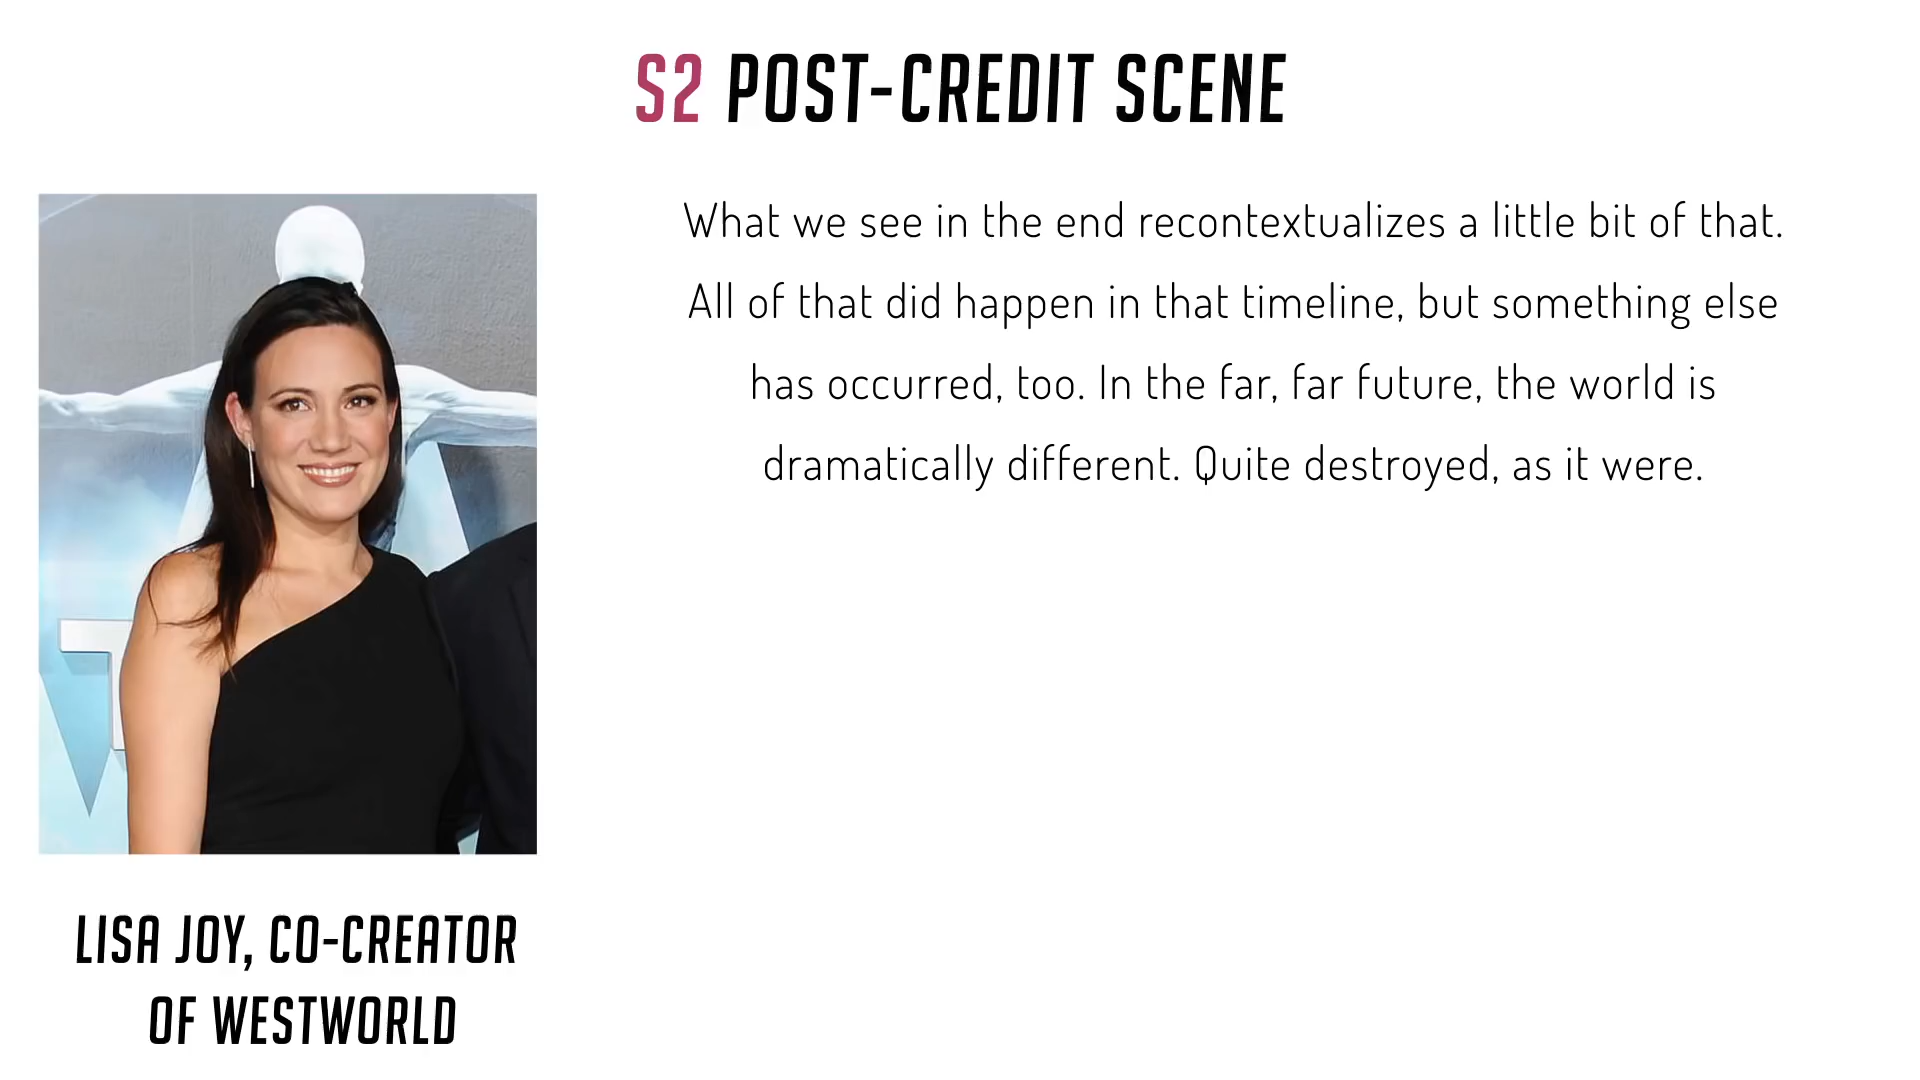 S2 POST-CREDIT SCENE
What we see in the end recontextualizes a little bit of that.
All of that did happen in that timeline, but something else
has occurred, too. In the far, far future, the world is
dramatically different. Quite destroyed, as it were.
LISA JOY, CO-CREATOR
OF WESTWORLD